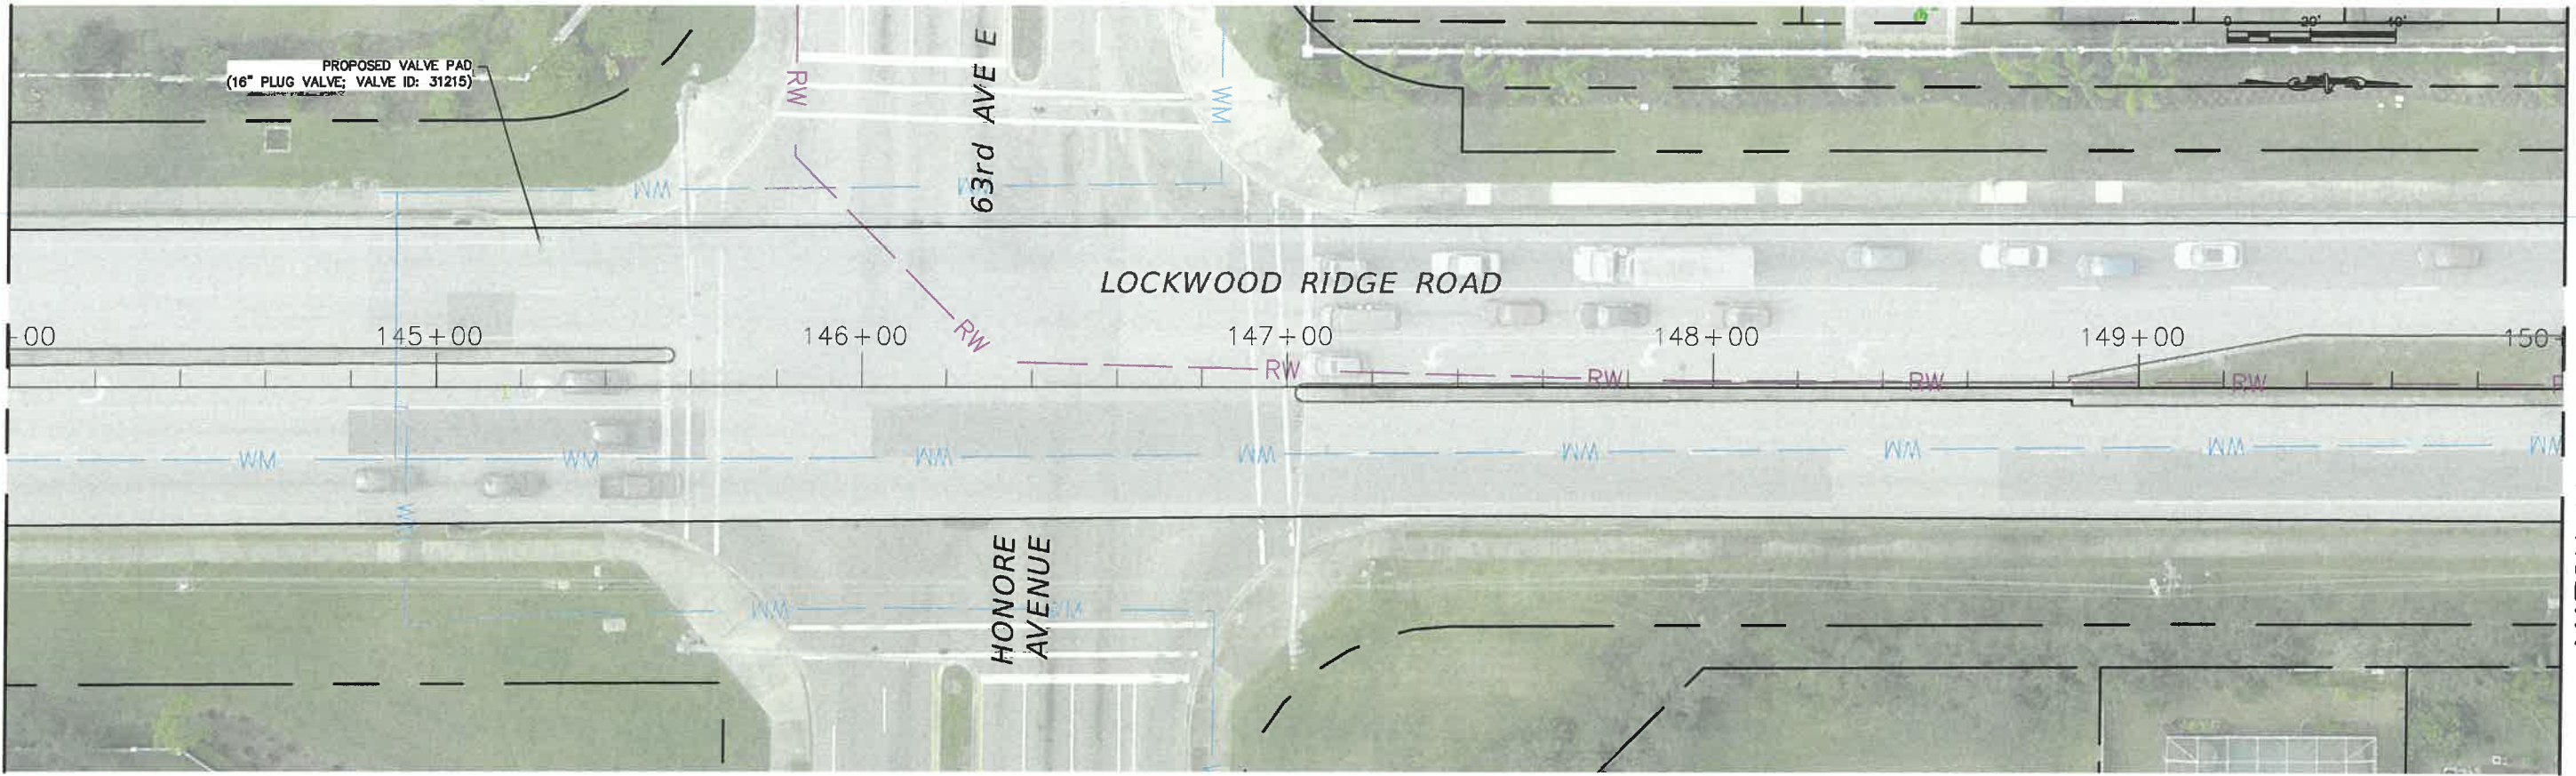 PROPOSED VALVE PAD
(16" PLUG VALVE; VALVE ID: 31215)
0 20' 40'
63rd AVE E
RW
WM
WM
WM
LOCKWOOD RIDGE ROAD
+00
145+00
146+00
147+00
148+00
149+00
150
RW
RW
RW
RW
RW
WM
WM
WM
WM
WM
WM
WM
WM
WM
HONORE
AVENUE
WM
WM